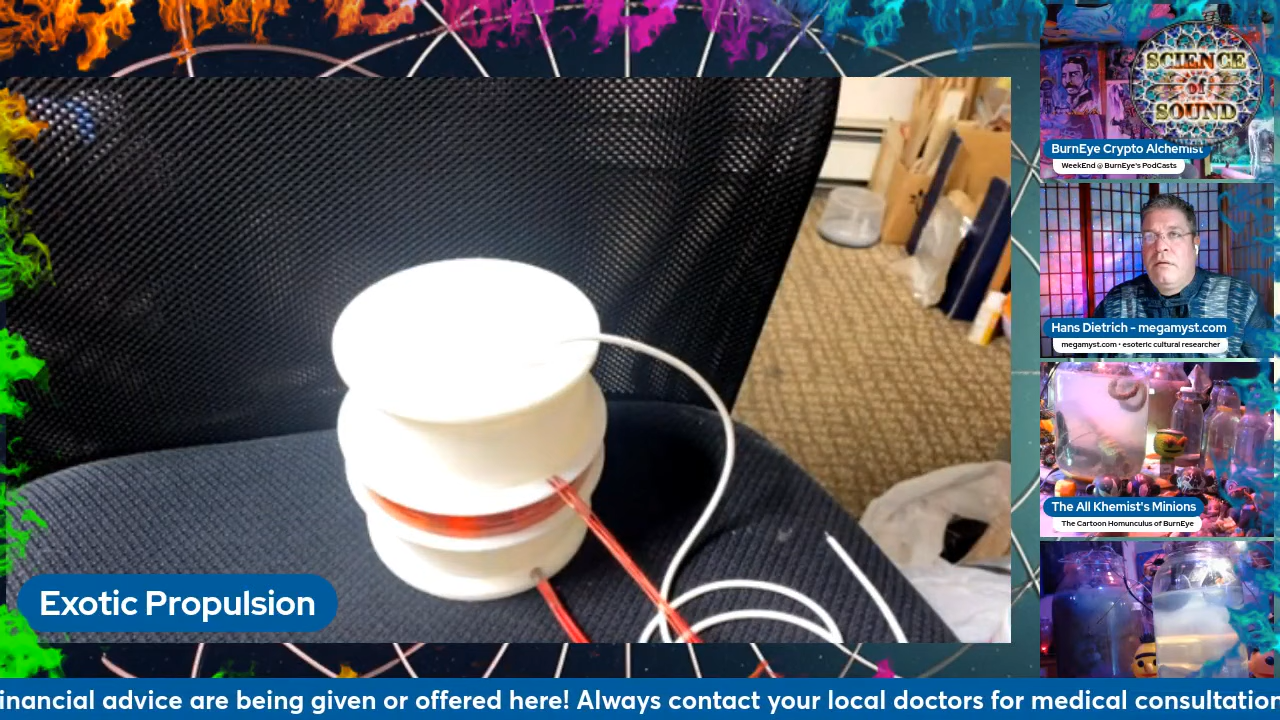 SCIENCE
of
SOUND
BurnEye Crypto Alchemist
WeekEnd @ BurnEye's PodCasts
Hans Dietrich - megamyst.com
megamyst.com • esoteric cultural researcher
The All Khemist's Minions
The Cartoon Homunculus of BurnEye
Exotic Propulsion
inancial advice are being given or offered here! Always contact your local doctors for medical consultation